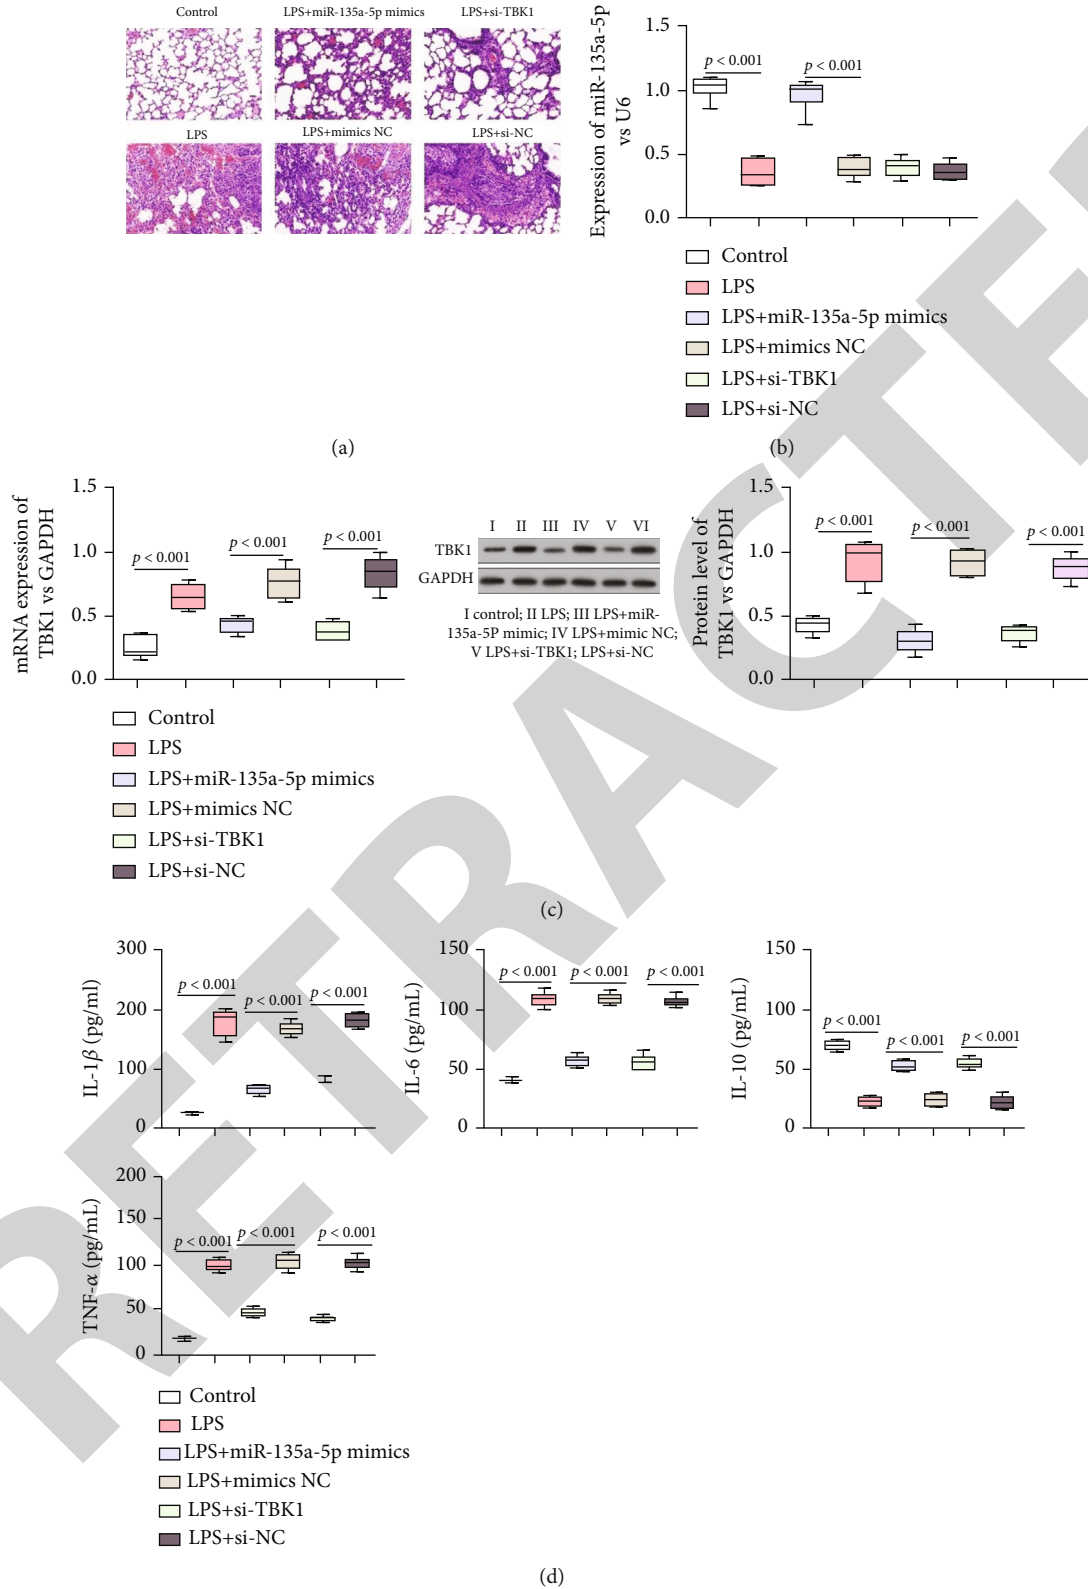 Control
LPS+miR-135a-5p mimics
LPS+si-TBK1
LPS
LPS+mimics NC
LPS+si-NC
(a)
Expression of miR-135a-5p
vs U6
1.5
1.0
0.5
0.0
p < 0.001
p < 0.001
Control
LPS
LPS+miR-135a-5p mimics
LPS+mimics NC
LPS+si-TBK1
LPS+si-NC
(b)
mRNA expression of
TBK1 vs GAPDH
1.5
1.0
0.5
0.0
p < 0.001
p < 0.001
p < 0.001
Control
LPS
LPS+miR-135a-5p mimics
LPS+mimics NC
LPS+si-TBK1
LPS+si-NC
I II III IV V VI
TBK1
GAPDH
I control; II LPS; III LPS+miR-
135a-5P mimic; IV LPS+mimic NC;
V LPS+si-TBK1; LPS+si-NC
Protein level of
TBK1 vs GAPDH
1.5
1.0
0.5
0.0
p < 0.001
p < 0.001
p < 0.001
(c)
IL-1β (pg/ml)
300
200
100
0
p < 0.001
p < 0.001
p < 0.001
IL-6 (pg/mL)
150
100
50
0
p < 0.001
p < 0.001
p < 0.001
IL-10 (pg/mL)
150
100
50
0
p < 0.001
p < 0.001
p < 0.001
TNF-α (pg/mL)
200
150
100
50
0
p < 0.001
p < 0.001
p < 0.001
Control
LPS
LPS+miR-135a-5p mimics
LPS+mimics NC
LPS+si-TBK1
LPS+si-NC
(d)
RETRACTE